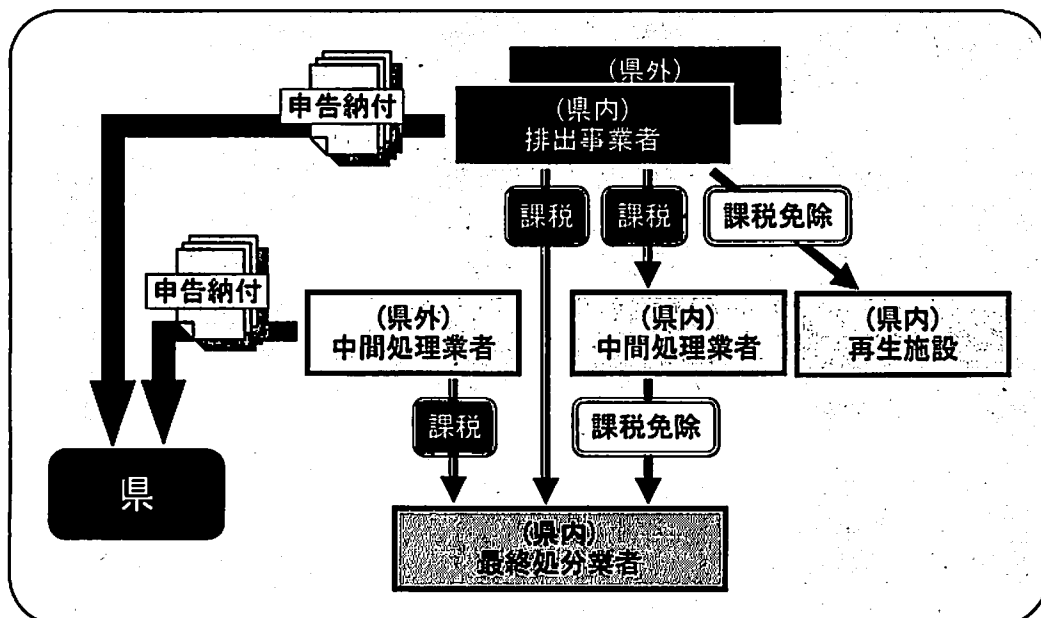 (県外)
(県内)
排出事業者
申告納付
課税
課税
課税免除
申告納付
(県外)
中間処理業者
(県内)
中間処理業者
(県内)
再生施設
課税
課税免除
県
(県内)
最終処分業者